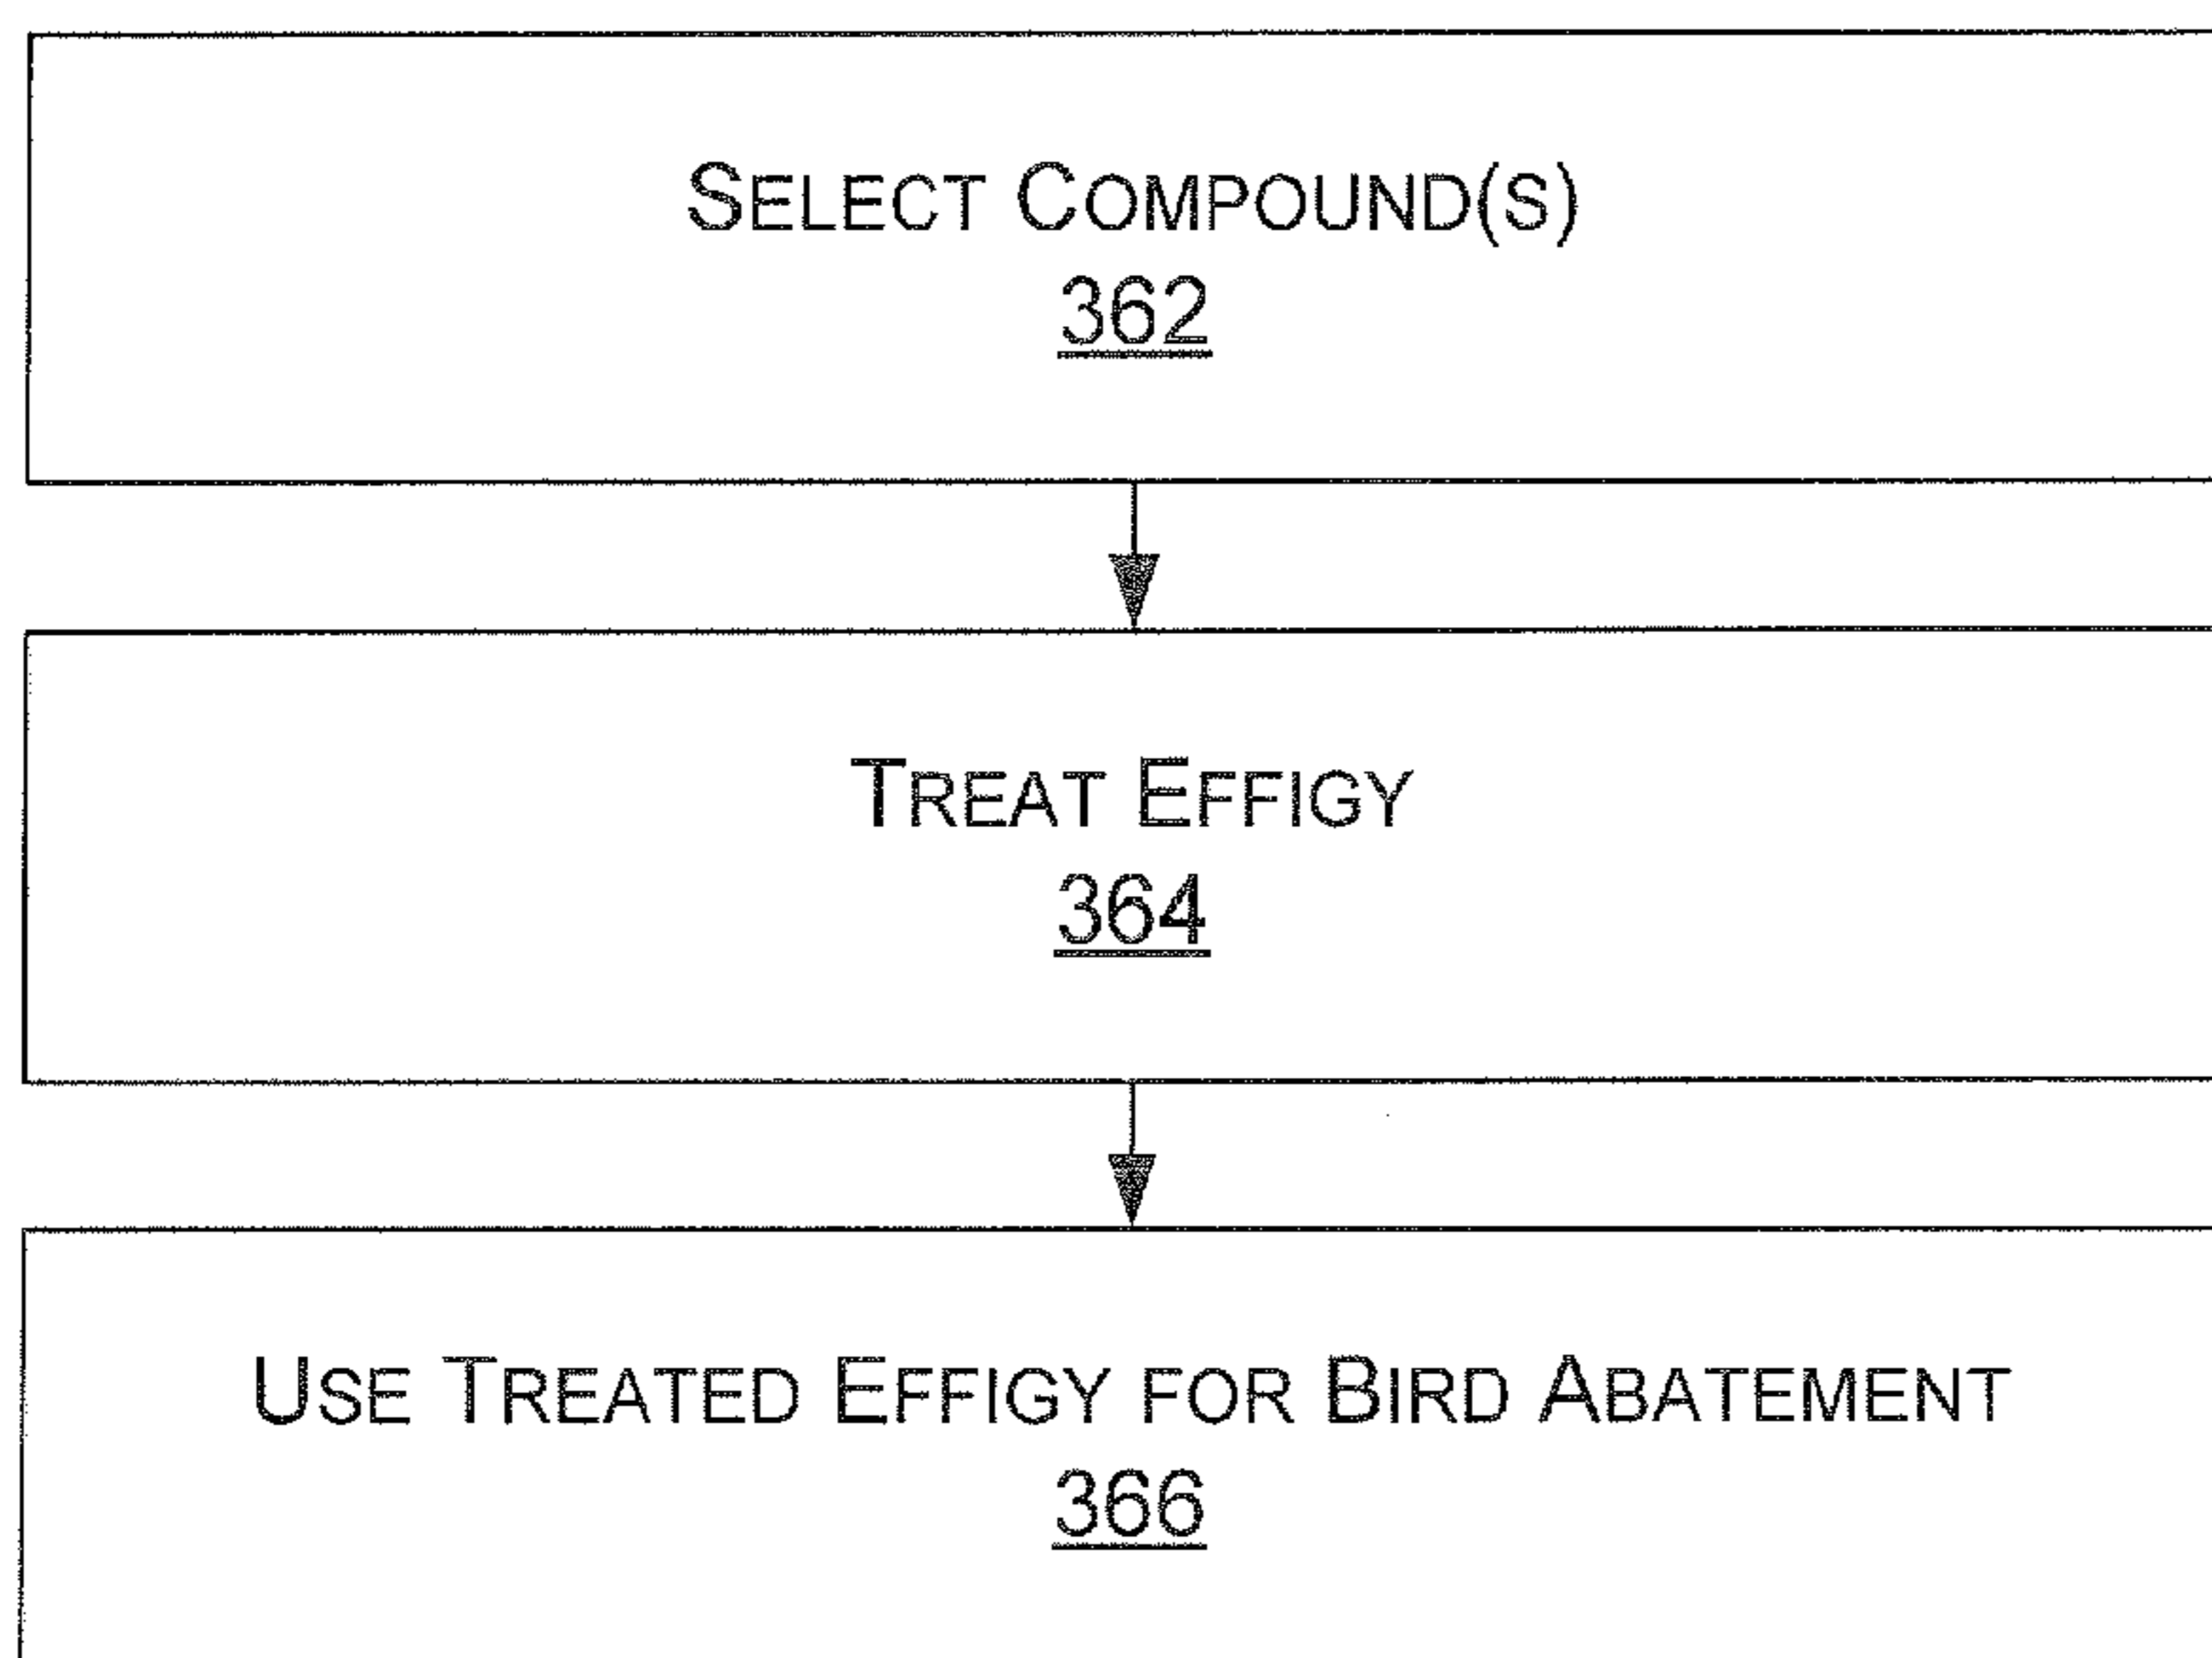 SELECT COMPOUND(S)
362
TREAT EFFIGY
364
USE TREATED EFFIGY FOR BIRD ABATEMENT
366